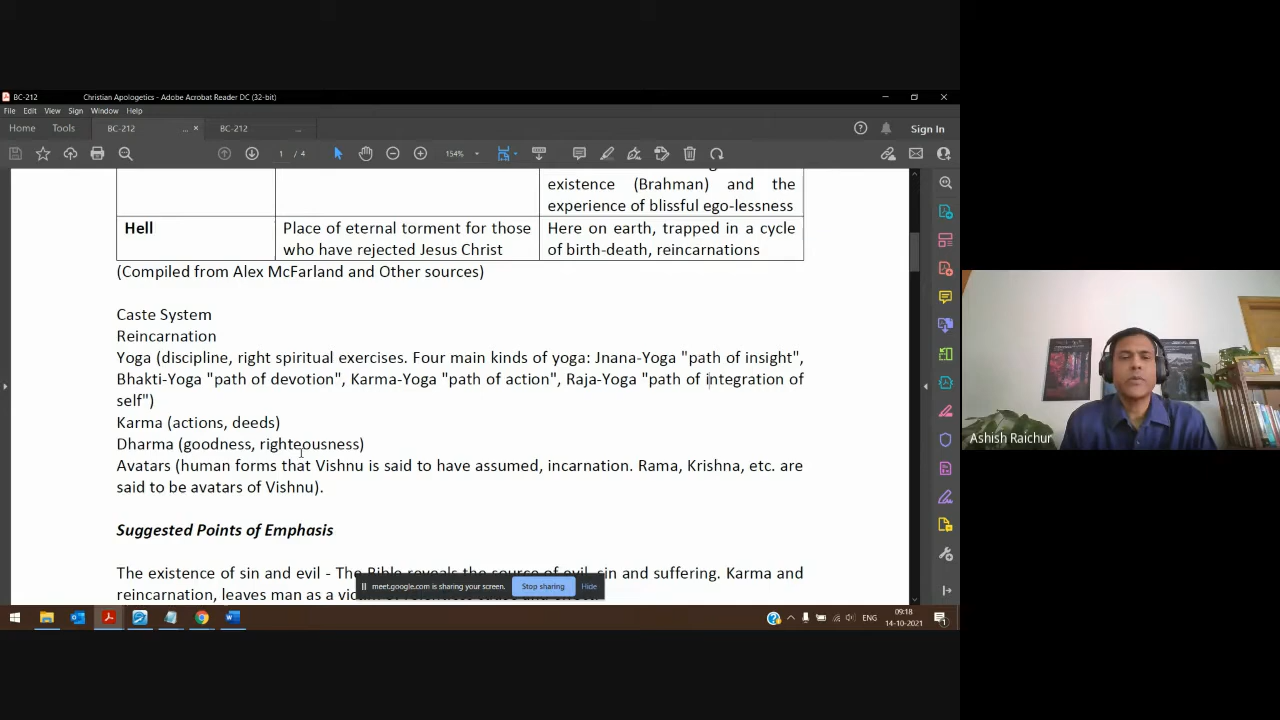 BC-212 Christian Apologetics - Adobe Acrobat Reader DC (32-bit)
File Edit View Sign Window Help
Home Tools BC-212 ... × BC-212 ... Sign In
1 / 4 154%
existence (Brahman) and the
experience of blissful ego-lessness
Hell Place of eternal torment for those Here on earth, trapped in a cycle
who have rejected Jesus Christ of birth-death, reincarnations
(Compiled from Alex McFarland and Other sources)
Caste System
Reincarnation
Yoga (discipline, right spiritual exercises. Four main kinds of yoga: Jnana-Yoga "path of insight",
Bhakti-Yoga "path of devotion", Karma-Yoga "path of action", Raja-Yoga "path of integration of
self")
Karma (actions, deeds)
Dharma (goodness, righteousness)
Avatars (human forms that Vishnu is said to have assumed, incarnation. Rama, Krishna, etc. are
said to be avatars of Vishnu).
Suggested Points of Emphasis
The existence of sin and evil - The Bible reveals the source of evil, sin and suffering. Karma and
reincarnation, leaves man as a victim of
meet.google.com is sharing your screen. Stop sharing Hide
ENG 09:18
14-10-2021
Ashish Raichur